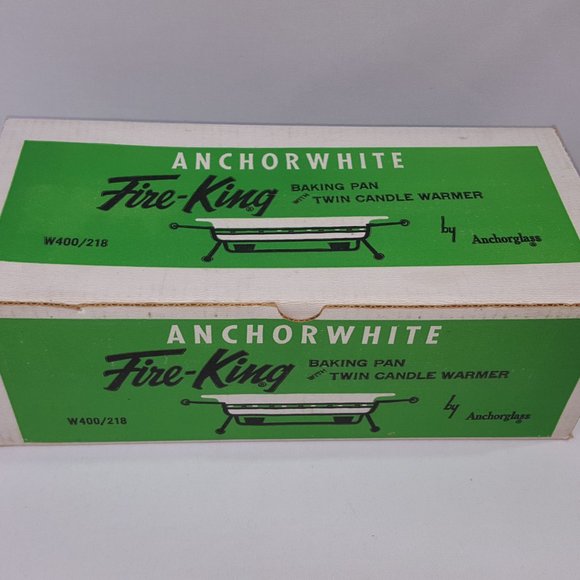 ANCHORWHITE
Fire-King® BAKING PAN
WITH TWIN CANDLE WARMER
W400/218
by Anchorglass®
ANCHORWHITE
Fire-King® BAKING PAN
WITH TWIN CANDLE WARMER
W400/218
by Anchorglass®